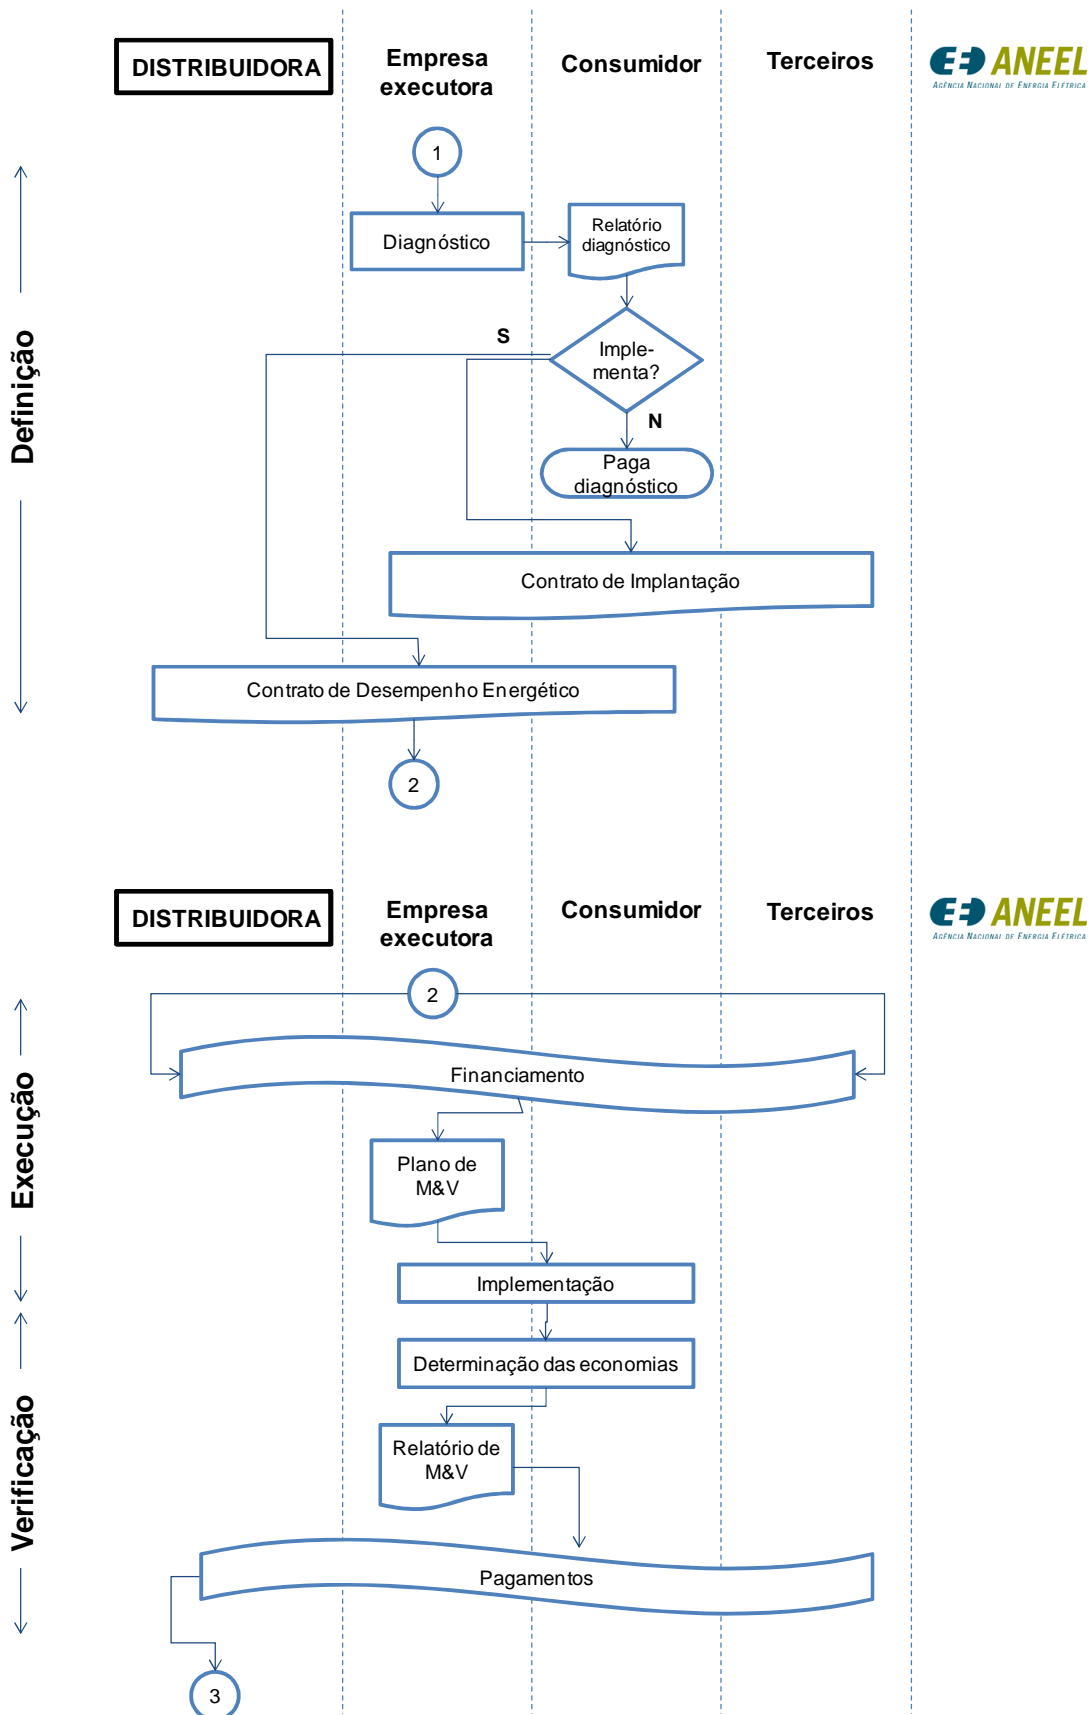 DISTRIBUIDORA
Empresa
executora
Consumidor
Terceiros
ANEEL
AGÊNCIA NACIONAL DE ENERGIA ELÉTRICA
Definição
1
Diagnóstico
Relatório
diagnóstico
S
Imple-
menta?
N
Paga
diagnóstico
Contrato de Implantação
Contrato de Desempenho Energético
2
DISTRIBUIDORA
Empresa
executora
Consumidor
Terceiros
ANEEL
AGÊNCIA NACIONAL DE ENERGIA ELÉTRICA
Execução
2
Financiamento
Plano de
M&V
Implementação
Verificação
Determinação das economias
Relatório de
M&V
Pagamentos
3